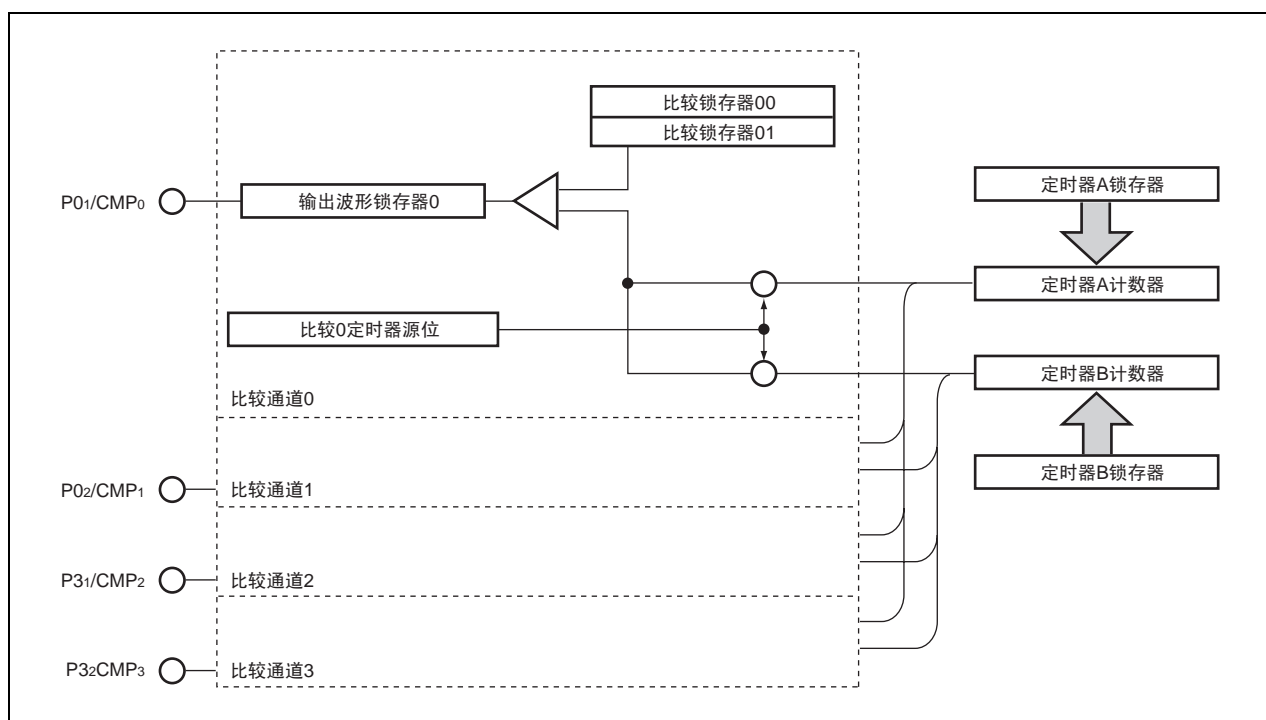 比较锁存器00
比较锁存器01
P01/CMP0
输出波形锁存器0
定时器A锁存器
定时器A计数器
比较0定时器源位
定时器B计数器
比较通道0
定时器B锁存器
P02/CMP1
比较通道1
P31/CMP2
比较通道2
P32CMP3
比较通道3